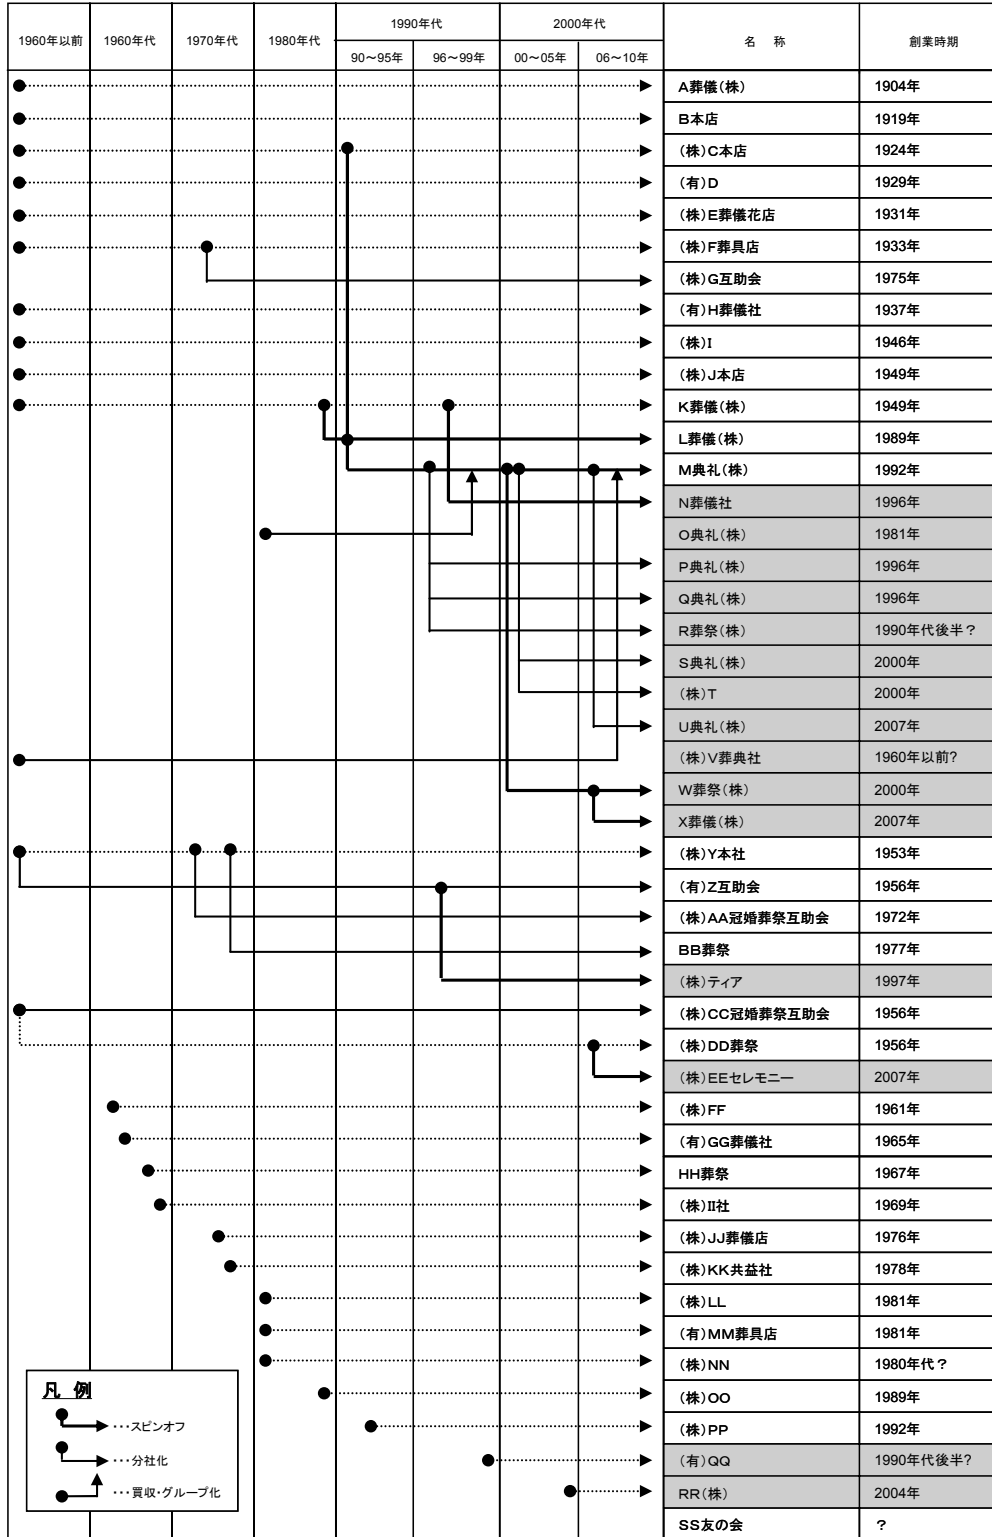 1960年以前 1960年代 1970年代 1980年代 1990年代 2000年代 名 称 創業時期
90～95年 96～99年 00～05年 06～10年
A葬儀(株) 1904年
B本店 1919年
(株)C本店 1924年
(有)D 1929年
(株)E葬儀花店 1931年
(株)F葬具店 1933年
(株)G互助会 1975年
(有)H葬儀社 1937年
(株)I 1946年
(株)J本店 1949年
K葬儀(株) 1949年
L葬儀(株) 1989年
M典礼(株) 1992年
N葬儀社 1996年
O典礼(株) 1981年
P典礼(株) 1996年
Q典礼(株) 1996年
R葬祭(株) 1990年代後半？
S典礼(株) 2000年
(株)T 2000年
U典礼(株) 2007年
(株)V葬典社 1960年以前?
W葬祭(株) 2000年
X葬儀(株) 2007年
(株)Y本社 1953年
(有)Z互助会 1956年
(株)AA冠婚葬祭互助会 1972年
BB葬祭 1977年
(株)ティア 1997年
(株)CC冠婚葬祭互助会 1956年
(株)DD葬祭 1956年
(株)EEセレモニー 2007年
(株)FF 1961年
(有)GG葬儀社 1965年
HH葬祭 1967年
(株)II社 1969年
(株)JJ葬儀店 1976年
(株)KK共益社 1978年
(株)LL 1981年
(有)MM葬具店 1981年
(株)NN 1980年代？
(株)OO 1989年
(株)PP 1992年
(有)QQ 1990年代後半?
RR(株) 2004年
SS友の会 ?
凡 例
･･･スピンオフ
･･･分社化
･･･買収・グループ化